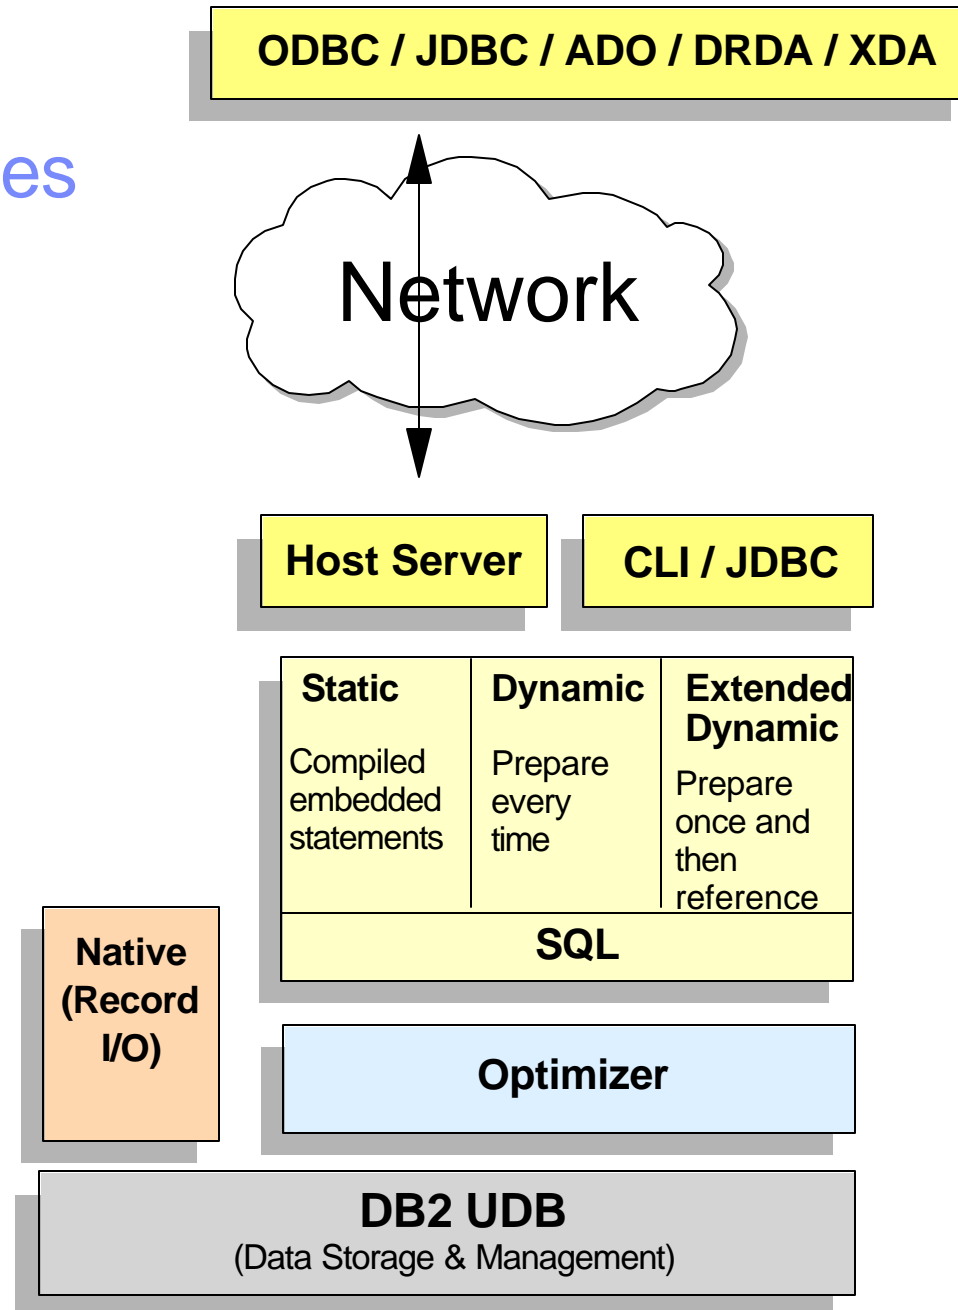 ODBC / JDBC / ADO / DRDA / XDA
es
Network
Host Server
CLI / JDBC
Static
Compiled
embedded
statements
Dynamic
Prepare
every
time
Extended
Dynamic
Prepare
once and
then
reference
SQL
Native
(Record
I/O)
Optimizer
DB2 UDB
(Data Storage & Management)